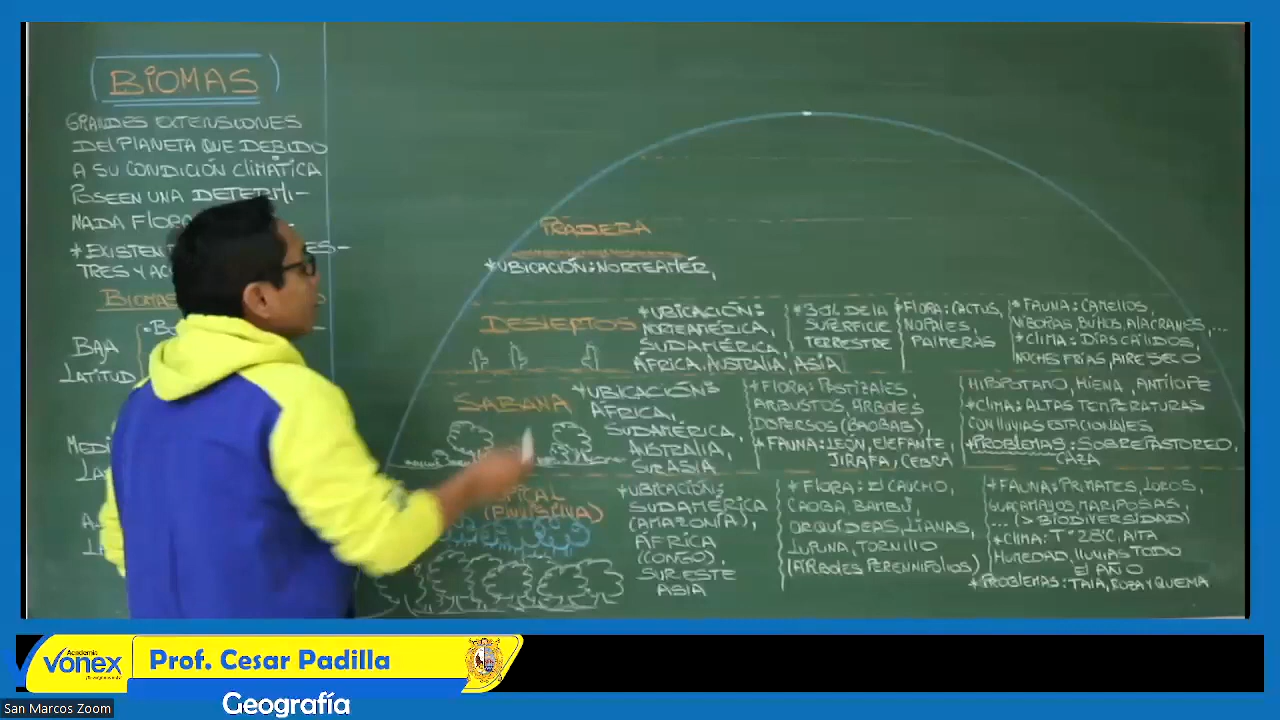 (BIOMAS)
GRANDES EXTENSIONES
DEL PLANETA QUE DEBIDO
A SU CONDICIÓN CLIMÁTICA
POSEEN UNA DETERMI-
NADA FLORA
* EXISTEN
TRES Y
BIOMAS
BAJA
LATITUD
PRADERA
* UBICACIÓN: NORTEAMÉR,
DESIERTOS
* UBICACIÓN:
NORTEAMÉRICA,
SUDAMÉRICA,
ÁFRICA, AUSTRALIA, ASIA
SUPERFICIE
TERRESTRE
* FLORA: CACTUS,
NOPALES,
PALMERAS
* FAUNA: CAMELLOS,
VÍBORAS, BUHOS, ALACRANES,...
* CLIMA: DÍAS CÁLIDOS,
NOCHES FRÍAS, AIRE SECO
SABANA
* UBICACIÓN:
ÁFRICA,
SUDAMÉRICA,
AUSTRALIA,
SUR ASIA
* FLORA: PASTIZALES,
ARBUSTOS, ÁRBOLES
DOPERSOS (BAOBAB),
* FAUNA: LEÓN, ELEFANTE,
JIRAFA, CEBRA
HIPOPÓTAMO, HIENA, ANTÍLOPE
* CLIMA: ALTAS TEMPERATURAS
CON LLUVIAS ESTACIONALES
* PROBLEMAS: SOBREPASTOREO,
CAZA
(PLUVISILVA)
* UBICACIÓN:
SUDAMÉRICA
(AMAZONÍA),
ÁFRICA
(CONGO),
SURESTE
ASIA
* FLORA: EL CAUCHO,
CAOBA, BAMBÚ,
ORQUÍDEAS, LIANAS,
LUPUNA, TORNILLO
(ÁRBOLES PERENNIFOLIOS)
* FAUNA: PRIMATES, LOROS,
GUACAMAYOS, MARIPOSAS,
... (> BIODIVERSIDAD)
* CLIMA: T° 28°C, ALTA
HUMEDAD, LLUVIAS TODO
EL AÑO
* PROBLEMAS: TALA, ROZA Y QUEMA
Academia
Vonex
Prof. Cesar Padilla
Geografía
San Marcos Zoom